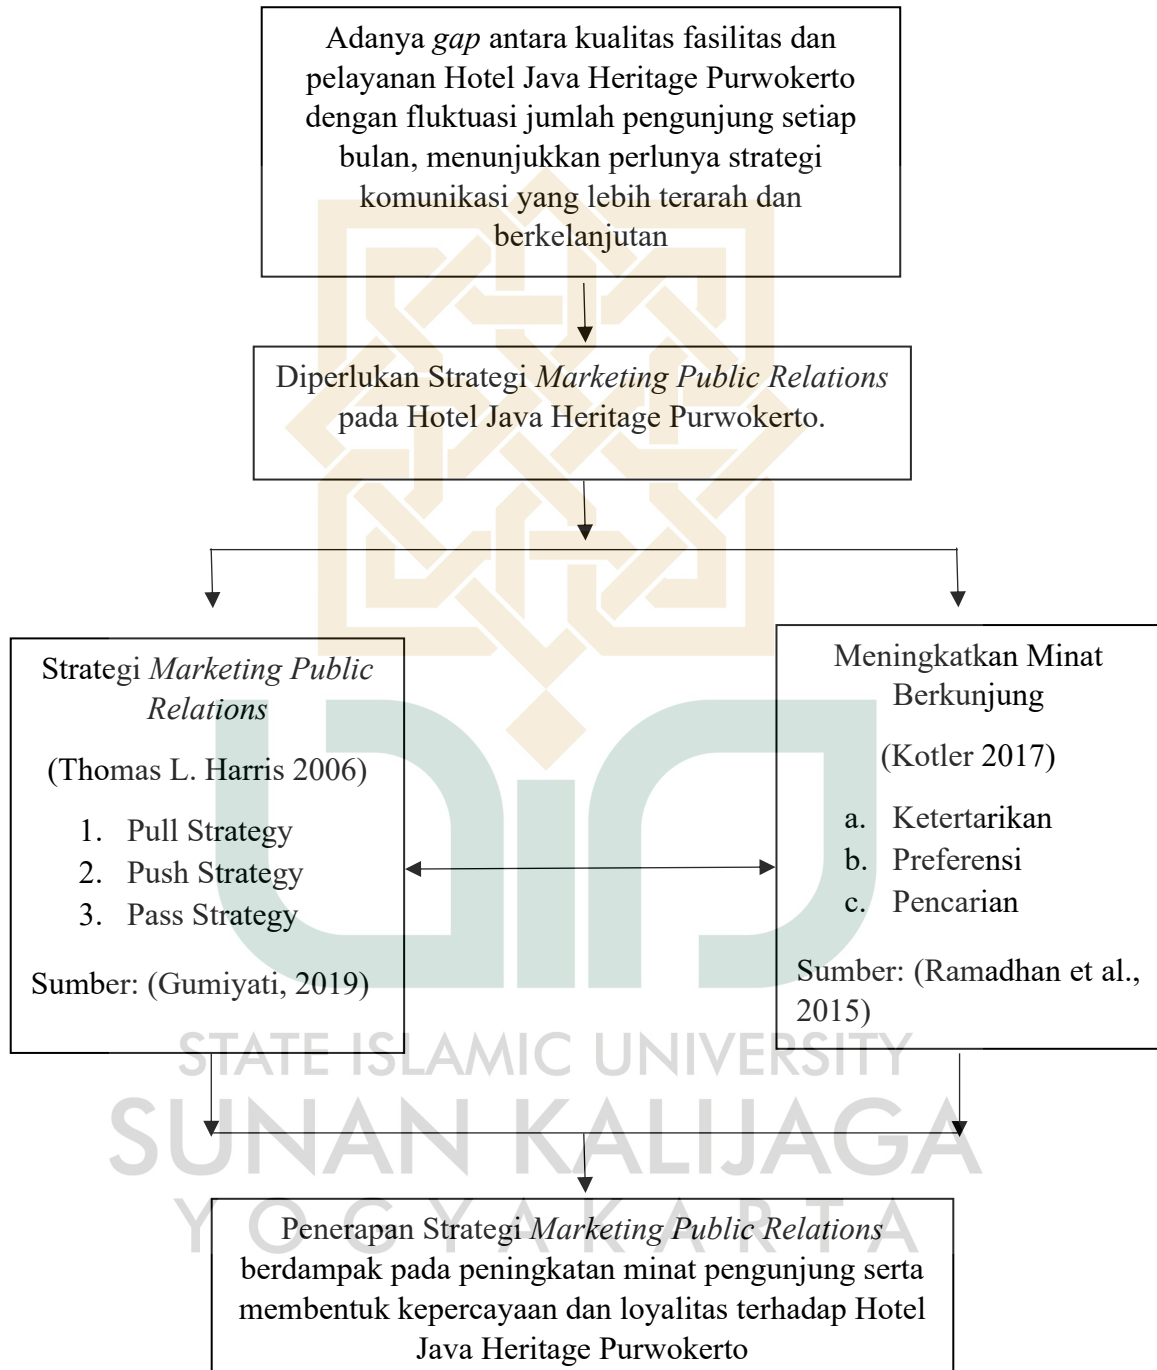 Adanya gap antara kualitas fasilitas dan
pelayanan Hotel Java Heritage Purwokerto
dengan fluktuasi jumlah pengunjung setiap
bulan, menunjukkan perlunya strategi
komunikasi yang lebih terarah dan
berkelanjutan
Diperlukan Strategi Marketing Public Relations
pada Hotel Java Heritage Purwokerto.
Strategi Marketing Public
Relations
(Thomas L. Harris 2006)
1. Pull Strategy
2. Push Strategy
3. Pass Strategy
Sumber: (Gumiyati, 2019)
Meningkatkan Minat
Berkunjung
(Kotler 2017)
a. Ketertarikan
b. Preferensi
c. Pencarian
Sumber: (Ramadhan et al.,
2015)
STATE ISLAMIC UNIVERSITY
SUNAN KALIJAGA
YOGYAKARTA
Penerapan Strategi Marketing Public Relations
berdampak pada peningkatan minat pengunjung serta
membentuk kepercayaan dan loyalitas terhadap Hotel
Java Heritage Purwokerto